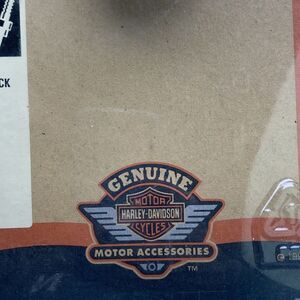 CK
GENUINE
MOTOR
HARLEY-DAVIDSON
CYCLES
MOTOR ACCESSORIES
TM